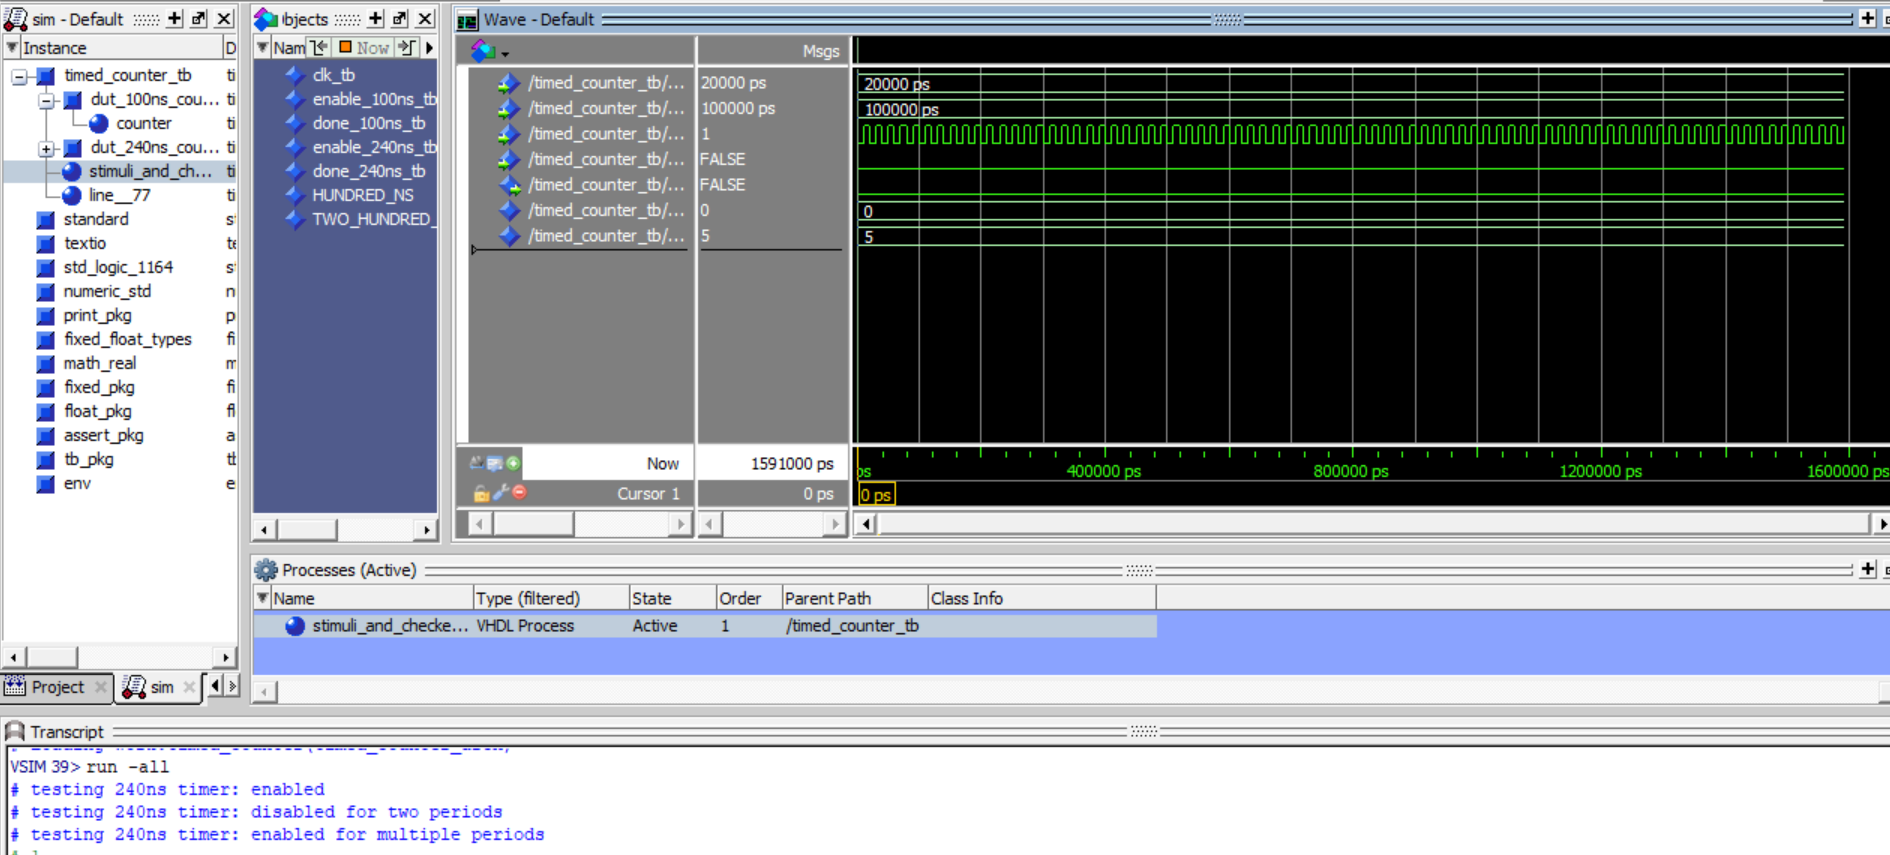 sim - Default
Instance
D
timed_counter_tb
ti
dut_100ns_cou...
ti
counter
ti
dut_240ns_cou...
ti
stimuli_and_ch...
ti
line__77
ti
standard
textio
te
std_logic_1164
numeric_std
print_pkg
fixed_float_types
fi
math_real
fixed_pkg
fi
float_pkg
fl
assert_pkg
a
tb_pkg
env
e
Project
sim
bjects
Nam
Now
clk_tb
enable_100ns_tb
done_100ns_tb
enable_240ns_tb
done_240ns_tb
HUNDRED_NS
TWO_HUNDRED_
Wave - Default
Msgs
/timed_counter_tb/...
20000 ps
20000 ps
/timed_counter_tb/...
100000 ps
100000 ps
/timed_counter_tb/...
1
/timed_counter_tb/...
FALSE
/timed_counter_tb/...
FALSE
/timed_counter_tb/...
0
0
/timed_counter_tb/...
5
5
Now
1591000 ps
ps
400000 ps
800000 ps
1200000 ps
1600000 ps
Cursor 1
0 ps
0 ps
Processes (Active)
Name
Type (filtered)
State
Order
Parent Path
Class Info
stimuli_and_checke...
VHDL Process
Active
1
/timed_counter_tb
Transcript
VSIM 39> run -all
# testing 240ns timer: enabled
# testing 240ns timer: disabled for two periods
# testing 240ns timer: enabled for multiple periods